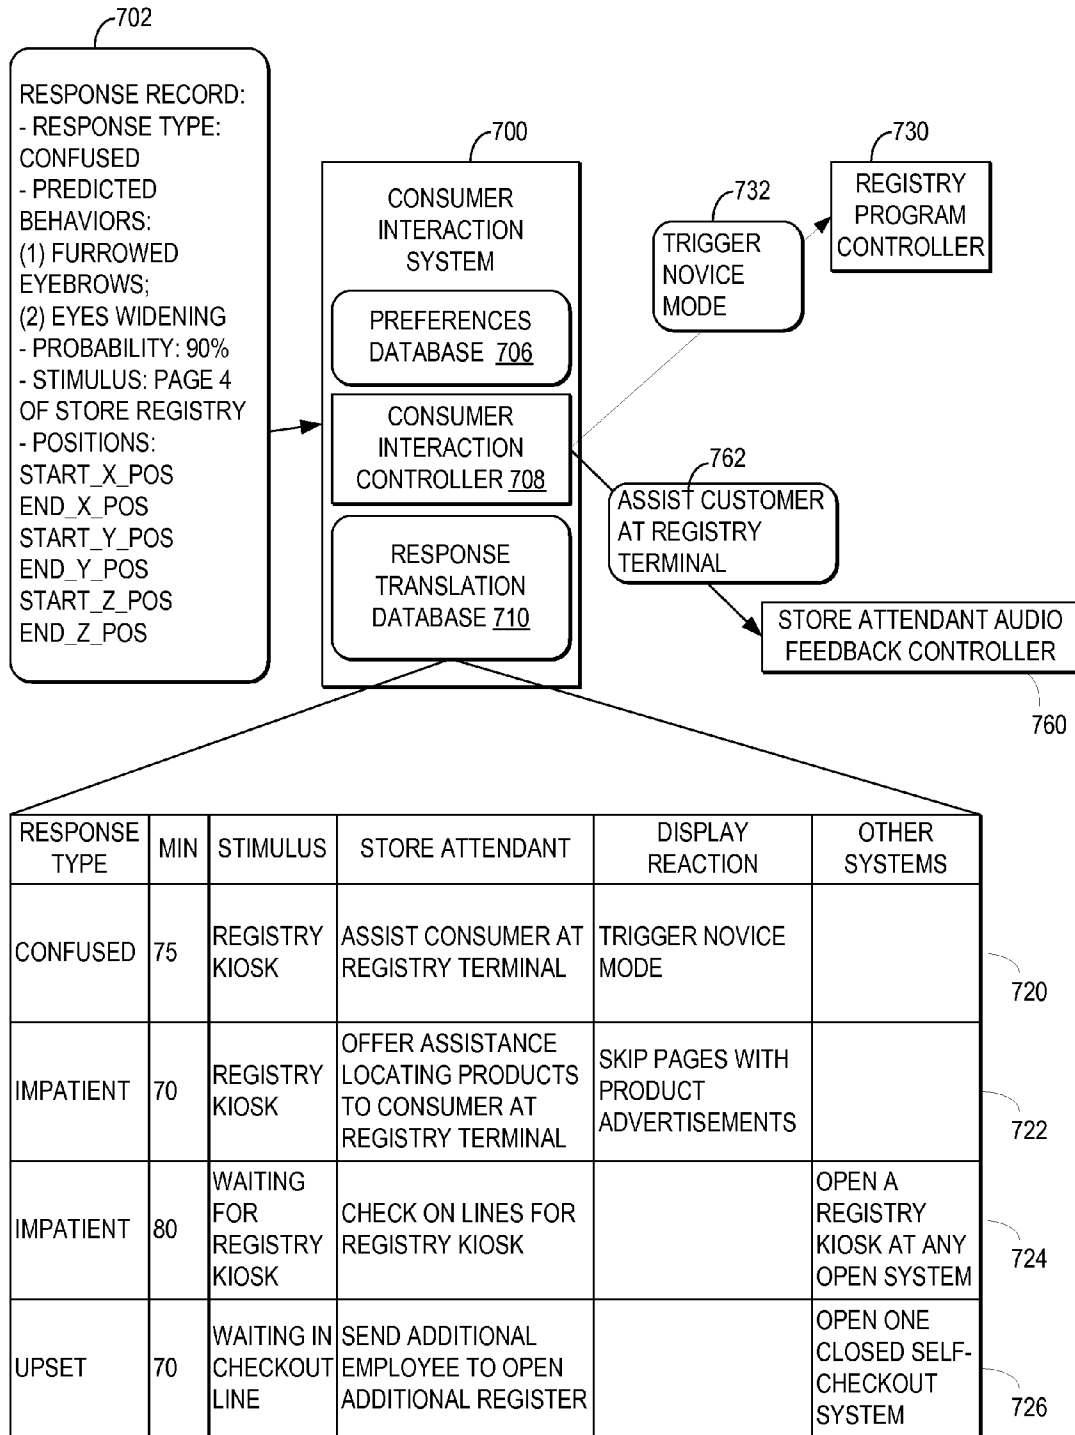 702
RESPONSE RECORD:
- RESPONSE TYPE:
CONFUSED
- PREDICTED
BEHAVIORS:
(1) FURROWED
EYEBROWS;
(2) EYES WIDENING
- PROBABILITY: 90%
- STIMULUS: PAGE 4
OF STORE REGISTRY
- POSITIONS:
START_X_POS
END_X_POS
START_Y_POS
END_Y_POS
START_Z_POS
END_Z_POS
700
CONSUMER
INTERACTION
SYSTEM
PREFERENCES
DATABASE 706
CONSUMER
INTERACTION
CONTROLLER 708
RESPONSE
TRANSLATION
DATABASE 710
732
TRIGGER
NOVICE
MODE
730
REGISTRY
PROGRAM
CONTROLLER
762
ASSIST CUSTOMER
AT REGISTRY
TERMINAL
STORE ATTENDANT AUDIO
FEEDBACK CONTROLLER
760
RESPONSE
TYPE
MIN
STIMULUS
STORE ATTENDANT
DISPLAY
REACTION
OTHER
SYSTEMS
CONFUSED
75
REGISTRY
KIOSK
ASSIST CONSUMER AT
REGISTRY TERMINAL
TRIGGER NOVICE
MODE
720
IMPATIENT
70
REGISTRY
KIOSK
OFFER ASSISTANCE
LOCATING PRODUCTS
TO CONSUMER AT
REGISTRY TERMINAL
SKIP PAGES WITH
PRODUCT
ADVERTISEMENTS
722
IMPATIENT
80
WAITING
FOR
REGISTRY
KIOSK
CHECK ON LINES FOR
REGISTRY KIOSK
OPEN A
REGISTRY
KIOSK AT ANY
OPEN SYSTEM
724
UPSET
70
WAITING IN
CHECKOUT
LINE
SEND ADDITIONAL
EMPLOYEE TO OPEN
ADDITIONAL REGISTER
OPEN ONE
CLOSED SELF-
CHECKOUT
SYSTEM
726